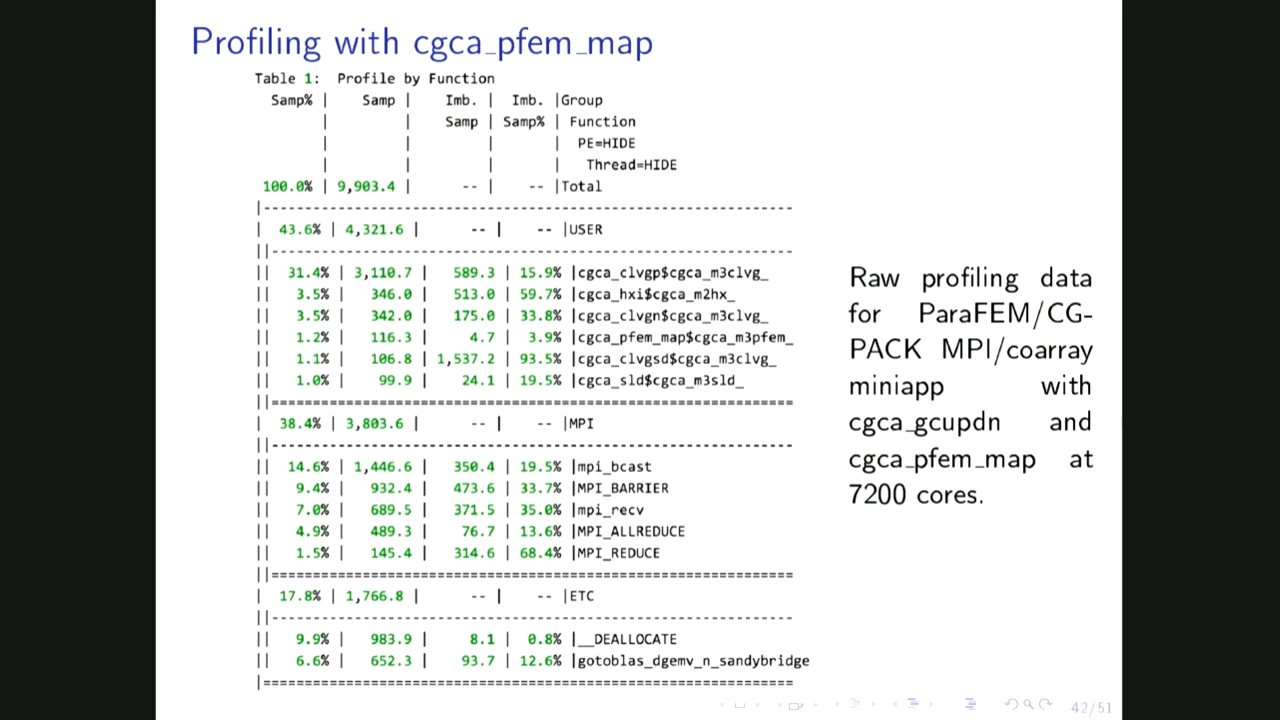 Profiling with cgca_pfem_map
Table 1:  Profile by Function
Samp% |    Samp |    Imb. |   Imb. |Group
|         |    Samp | Samp% | Function
|         |         |       |  PE=HIDE
|         |         |       |   Thread=HIDE
100.0% | 9,903.4 |      -- |    -- |Total
|-----------------------------------------------------------------
|  43.6% | 4,321.6 |      -- |    -- |USER
||----------------------------------------------------------------
||  31.4% | 3,110.7 |   589.3 | 15.9% |cgca_clvgp$cgca_m3clvg_
||   3.5% |   346.0 |   513.0 | 59.7% |cgca_hxi$cgca_m2hx_
||   3.5% |   342.0 |   175.0 | 33.8% |cgca_clvgn$cgca_m3clvg_
||   1.2% |   116.3 |     4.7 |  3.9% |cgca_pfem_map$cgca_m3pfem_
||   1.1% |   106.8 | 1,537.2 | 93.5% |cgca_clvgsd$cgca_m3clvg_
||   1.0% |    99.9 |    24.1 | 19.5% |cgca_sld$cgca_m3sld_
||================================================================
|  38.4% | 3,803.6 |      -- |    -- |MPI
||----------------------------------------------------------------
||  14.6% | 1,446.6 |   350.4 | 19.5% |mpi_bcast
||   9.4% |   932.4 |   473.6 | 33.7% |MPI_BARRIER
||   7.0% |   689.5 |   371.5 | 35.0% |mpi_recv
||   4.9% |   489.3 |    76.7 | 13.6% |MPI_ALLREDUCE
||   1.5% |   145.4 |   314.6 | 68.4% |MPI_REDUCE
||================================================================
|  17.8% | 1,766.8 |      -- |    -- |ETC
||----------------------------------------------------------------
||   9.9% |   983.9 |     8.1 |  0.8% |__DEALLOCATE
||   6.6% |   652.3 |    93.7 | 12.6% |gotoblas_dgemv_n_sandybridge
|=================================================================
Raw profiling data
for ParaFEM/CG-
PACK MPI/coarray
miniapp with
cgca_gcupdn and
cgca_pfem_map at
7200 cores.
42/51